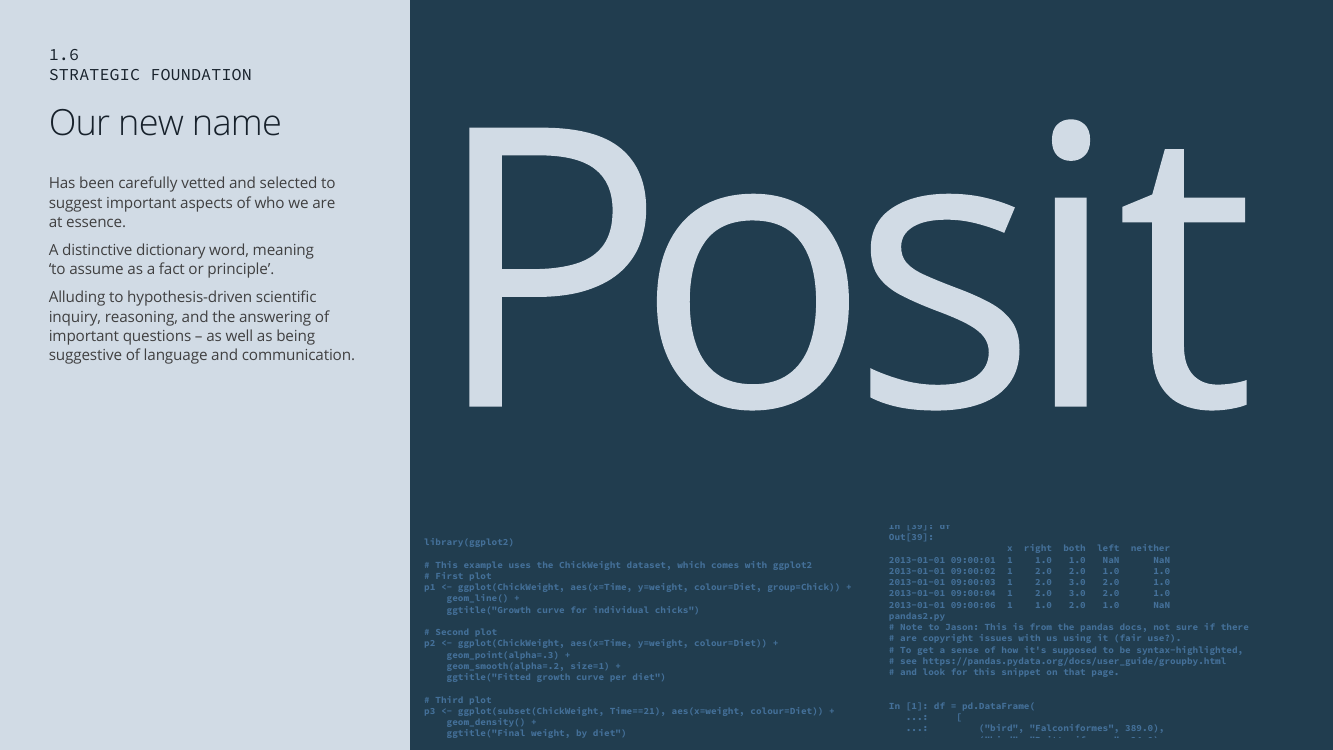 1.6
STRATEGIC FOUNDATION
Our new name
Has been carefully vetted and selected to
suggest important aspects of who we are
at essence.
A distinctive dictionary word, meaning
‘to assume as a fact or principle’.
Alluding to hypothesis-driven scientific
inquiry, reasoning, and the answering of
important questions – as well as being
suggestive of language and communication.
Posit
library(ggplot2)
# This example uses the ChickWeight dataset, which comes with ggplot2
# First plot
p1 <- ggplot(ChickWeight, aes(x=Time, y=weight, colour=Diet, group=Chick)) +
    geom_line() +
    ggtitle("Growth curve for individual chicks")
# Second plot
p2 <- ggplot(ChickWeight, aes(x=Time, y=weight, colour=Diet)) +
    geom_point(alpha=.3) +
    geom_smooth(alpha=.2, size=1) +
    ggtitle("Fitted growth curve per diet")
# Third plot
p3 <- ggplot(subset(ChickWeight, Time==21), aes(x=weight, colour=Diet)) +
    geom_density() +
    ggtitle("Final weight, by diet")
In [39]: df
Out[39]:
                     x  right  both  left  neither
2013-01-01 09:00:01  1    1.0   1.0   NaN      NaN
2013-01-01 09:00:02  1    2.0   2.0   1.0      1.0
2013-01-01 09:00:03  1    2.0   3.0   2.0      1.0
2013-01-01 09:00:04  1    2.0   3.0   2.0      1.0
2013-01-01 09:00:06  1    1.0   2.0   1.0      NaN
pandas2.py
# Note to Jason: This is from the pandas docs, not sure if there
# are copyright issues with us using it (fair use?).
# To get a sense of how it's supposed to be syntax-highlighted,
# see https://pandas.pydata.org/docs/user_guide/groupby.html
# and look for this snippet on that page.
In [1]: df = pd.DataFrame(
   ...:     [
   ...:         ("bird", "Falconiformes", 389.0),